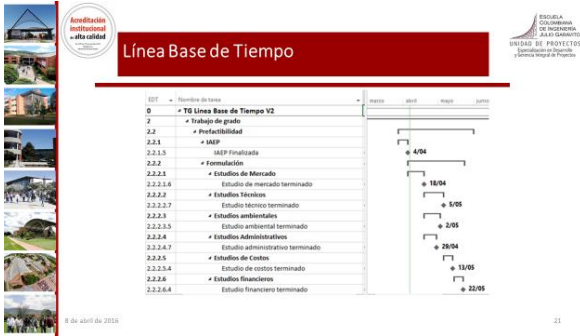 Acreditación
institucional
de alta calidad
ESCUELA
COLOMBIANA
DE INGENIERÍA
JULIO GARAVITO
UNIDAD DE PROYECTOS
Especialización en Desarrollo
y Gerencia Integral de Proyectos
Línea Base de Tiempo
EDT Nombre de tarea marzo abril mayo junio
0 TG Linea Base de Tiempo V2
2 Trabajo de grado
2.2 Prefactibilidad
2.2.1 IAEP
2.2.1.5 IAEP Finalizada 4/04
2.2.2 Formulación
2.2.2.1 Estudios de Mercado
2.2.2.1.6 Estudio de mercado terminado 18/04
2.2.2.2 Estudios Técnicos
2.2.2.2.7 Estudio técnico terminado 5/05
2.2.2.3 Estudios ambientales
2.2.2.3.5 Estudio ambiental terminado 2/05
2.2.2.4 Estudios Administrativos
2.2.2.4.7 Estudio administrativo terminado 29/04
2.2.2.5 Estudios de Costos
2.2.2.5.4 Estudio de costos terminado 13/05
2.2.2.6 Estudios financieros
2.2.2.6.4 Estudio financiero terminado 22/05
8 de abril de 2016 21